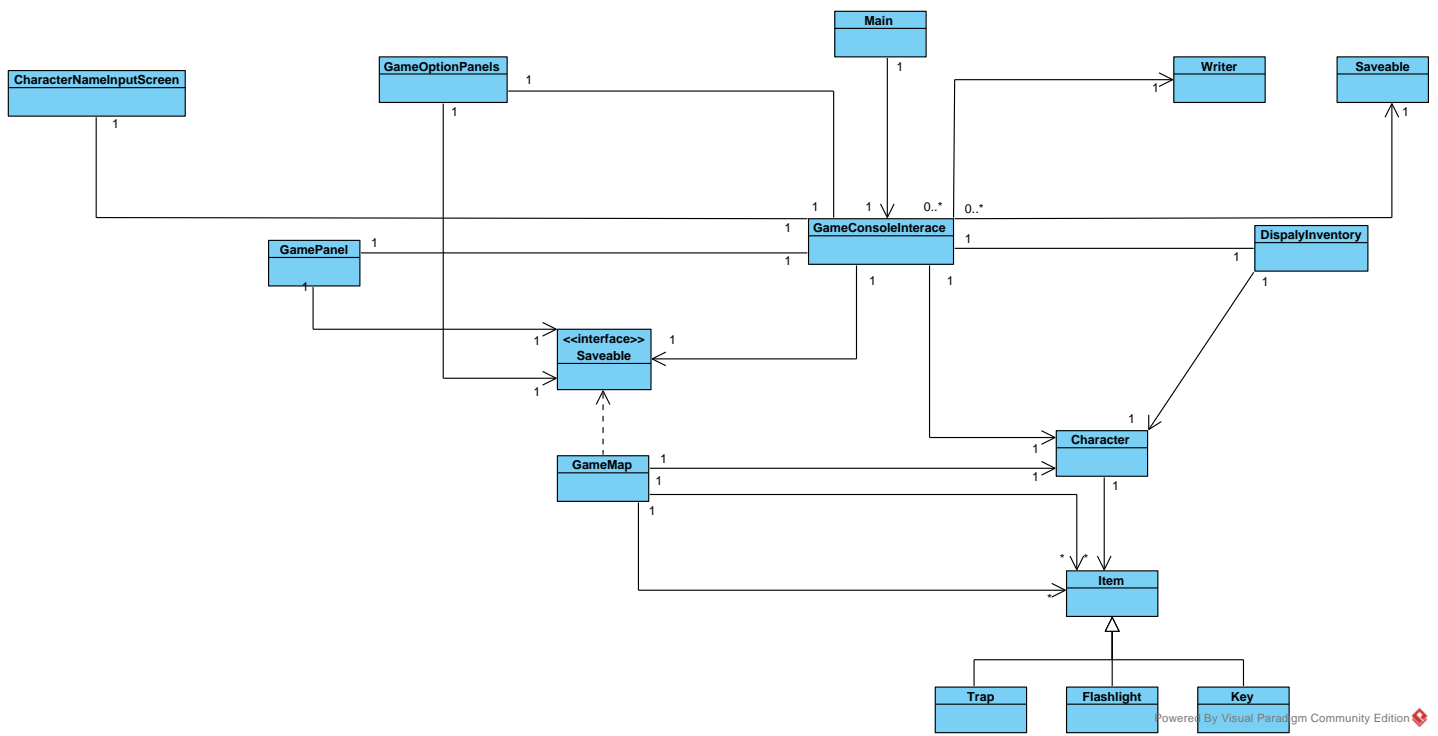 Main
CharacterNameInputScreen
GameOptionPanels
Writer
Saveable
1
1
1
1
1
1
1
1
0..*
0..*
1
GameConsoleInterace
DispalyInventory
GamePanel
1
1
1
1
1
1
1
1
1
<<interface>>
Saveable
1
1
1
Character
1
GameMap
1
1
1
1
1
1
*
*
Item
*
Trap
Flashlight
Key
Powered By Visual Paradigm Community Edition